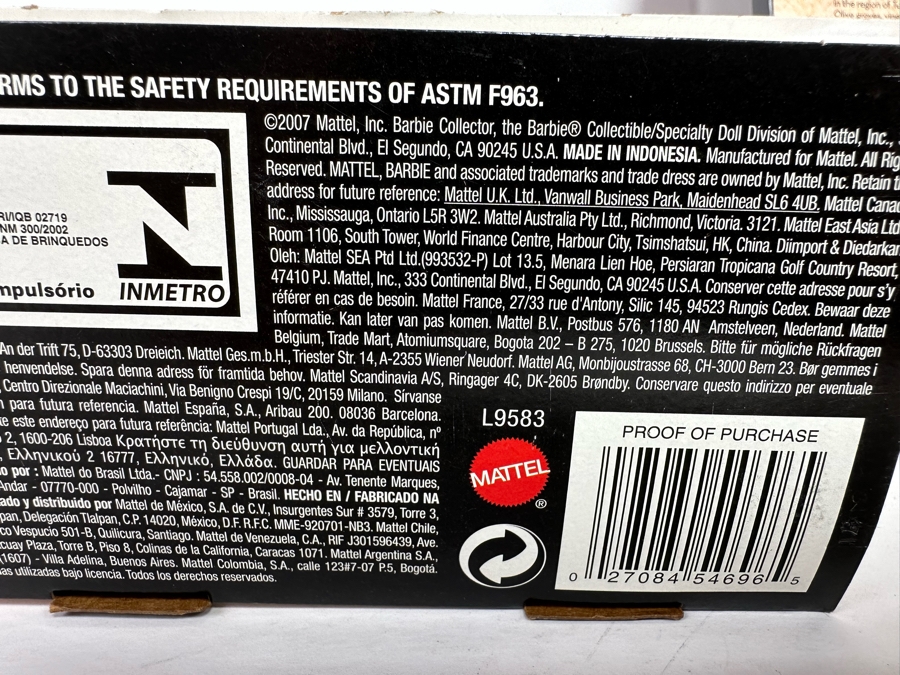 in the region of
Olive groves,
RMS TO THE SAFETY REQUIREMENTS OF ASTM F963.
©2007 Mattel, Inc. Barbie Collector, the Barbie® Collectible/Specialty Doll Division of Mattel, Inc.,
Continental Blvd., El Segundo, CA 90245 U.S.A. MADE IN INDONESIA. Manufactured for Mattel. All Rig
Reserved. MATTEL, BARBIE and associated trademarks and trade dress are owned by Mattel, Inc. Retain t
address for future reference: Mattel U.K. Ltd., Vanwall Business Park, Maidenhead SL6 4UB. Mattel Canad
Inc., Mississauga, Ontario L5R 3W2. Mattel Australia Pty Ltd., Richmond, Victoria. 3121. Mattel East Asia Ltd
Room 1106, South Tower, World Finance Centre, Harbour City, Tsimshatsui, HK, China. Diimport & Diedarkan
Oleh: Mattel SEA Ptd Ltd.(993532-P) Lot 13.5, Menara Lien Hoe, Persiaran Tropicana Golf Country Resort,
47410 PJ. Mattel, Inc., 333 Continental Blvd., El Segundo, CA 90245 U.S.A. Conserver cette adresse pour s'y
référer en cas de besoin. Mattel France, 27/33 rue d'Antony, Silic 145, 94523 Rungis Cedex. Bewaar deze
informatie. Kan later van pas komen. Mattel B.V., Postbus 576, 1180 AN Amstelveen, Nederland. Mattel
Belgium, Trade Mart, Atomiumsquare, Bogota 202 – B 275, 1020 Brussels. Bitte für mögliche Rückfragen
An der Trift 75, D-63303 Dreieich. Mattel Ges.m.b.H., Triester Str. 14, A-2355 Wiener Neudorf. Mattel AG, Monbijoustrasse 68, CH-3000 Bern 23. Bør gemmes i
henvendelse. Spara denna adress för framtida behov. Mattel Scandinavia A/S, Ringager 4C, DK-2605 Brøndby. Conservare questo indirizzo per eventuale
Centro Direzionale Maciachini, Via Benigno Crespi 19/C, 20159 Milano. Sírvanse
para futura referencia. Mattel España, S.A., Aribau 200. 08036 Barcelona.
e este endereço para futura referência: Mattel Portugal Lda., Av. da República, nº
2, 1600-206 Lisboa Κρατήστε τη διεύθυνση αυτή για μελλοντική
, Ελληνικού 2 16777, Ελληνικό, Ελλάδα. GUARDAR PARA EVENTUAIS
o por : Mattel do Brasil Ltda.- CNPJ : 54.558.002/0008-04 - Av. Tenente Marques,
Andar - 07770-000 - Polvilho - Cajamar - SP - Brasil. HECHO EN / FABRICADO NA
ado y distribuido por Mattel de México, S.A. de C.V., Insurgentes Sur # 3579, Torre 3,
pan, Delegación Tlalpan, C.P. 14020, México, D.F. R.F.C. MME-920701-NB3. Mattel Chile,
co Vespucio 501-B, Quilicura, Santiago. Mattel de Venezuela, C.A., RIF J301596439, Ave.
cuay Plaza, Torre B, Piso 8, Colinas de la California, Caracas 1071. Mattel Argentina S.A.,
(1607) - Villa Adelina, Buenos Aires. Mattel Colombia, S.A., calle 123#7-07 P.5, Bogotá.
as utilizadas bajo licencia. Todos los derechos reservados.
RI/IQB 02719
NM 300/2002
A DE BRINQUEDOS
mpulsório
INMETRO
L9583
MATTEL
®
PROOF OF PURCHASE
0 27084 54696 5